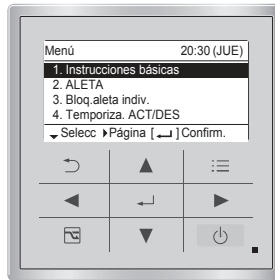 Menú 20:30 (JUE)
1. Instrucciones básicas
2. ALETA
3. Bloq.aleta indiv.
4. Temporiza. ACT/DES
Selecc Página [ ] Confirm.